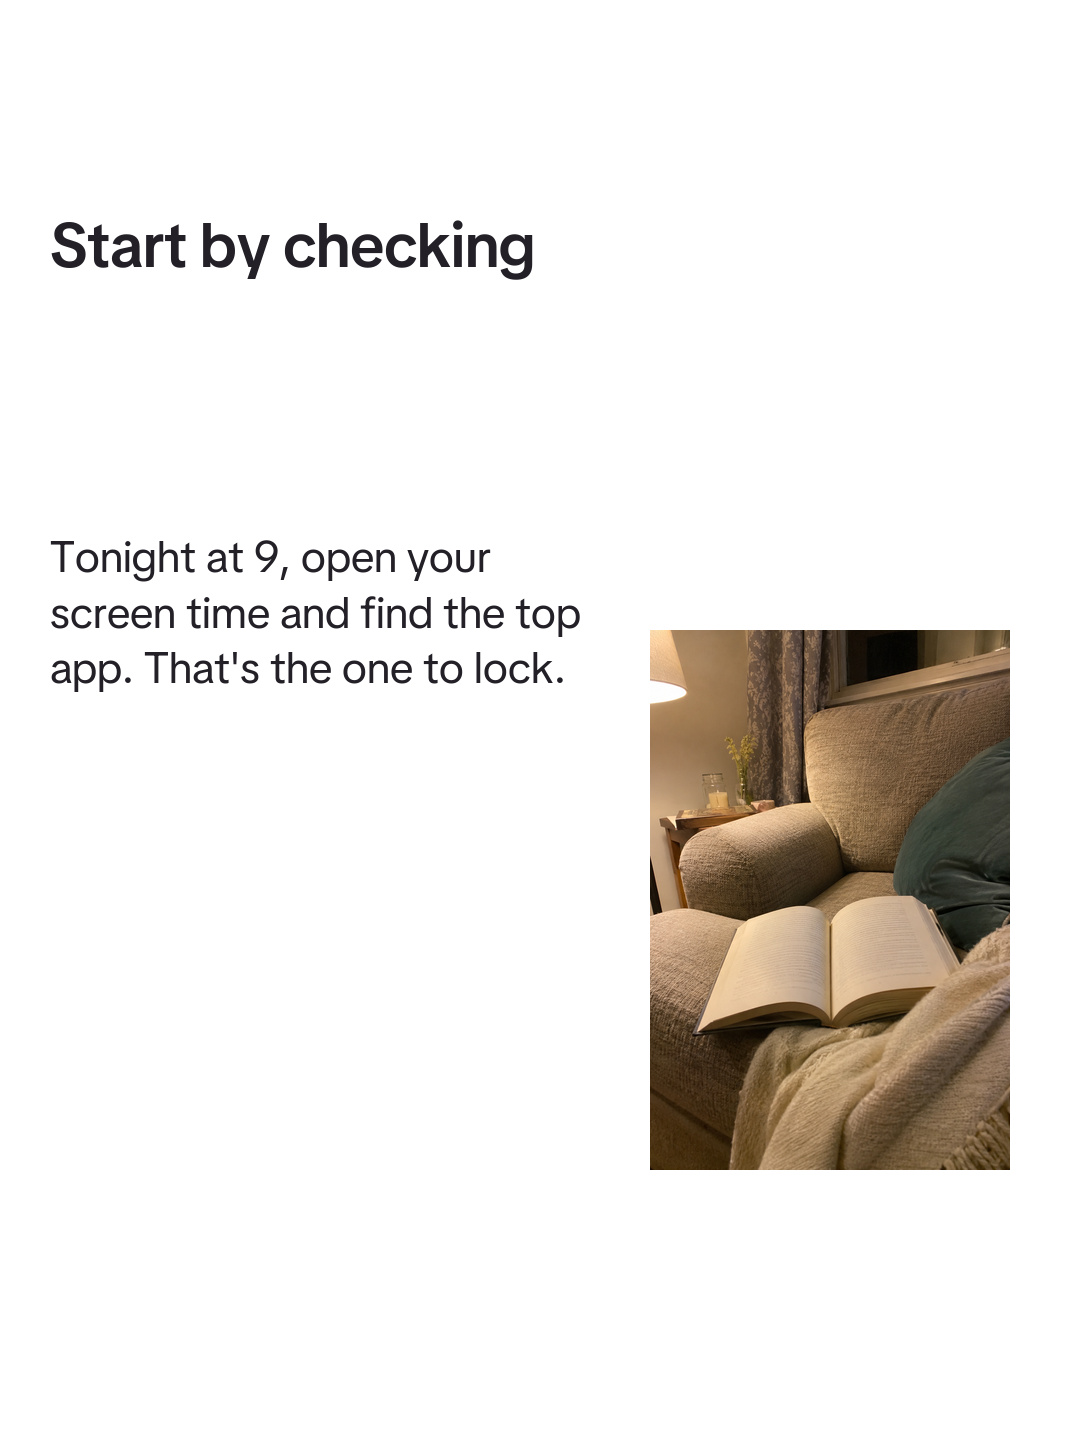 Start by checking
Tonight at 9, open your
screen time and find the top
app. That's the one to lock.